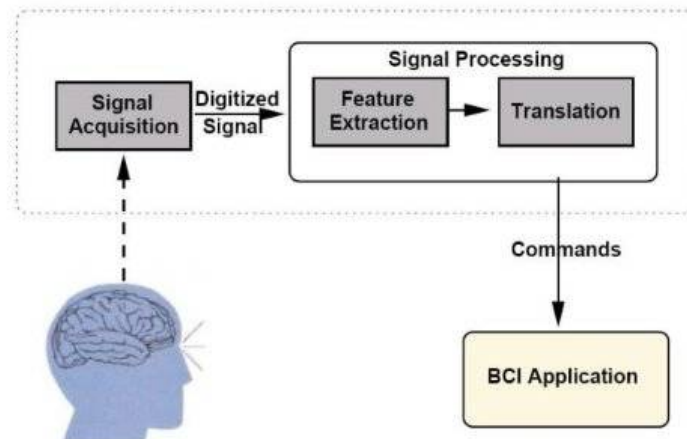 Signal Processing
Signal
Acquisition
Digitized
Signal
Feature
Extraction
Translation
Commands
BCI Application